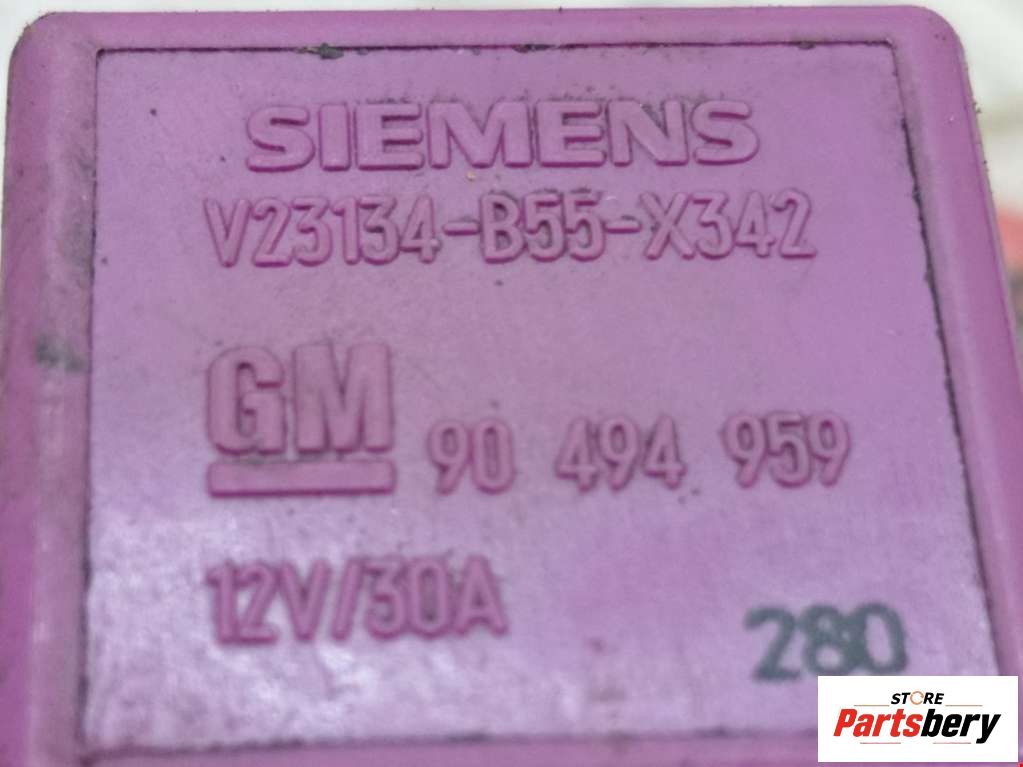 SIEMENS
V23134-B55-X342
GM 90 494 959
12V/30A
280
STORE
Partsbery